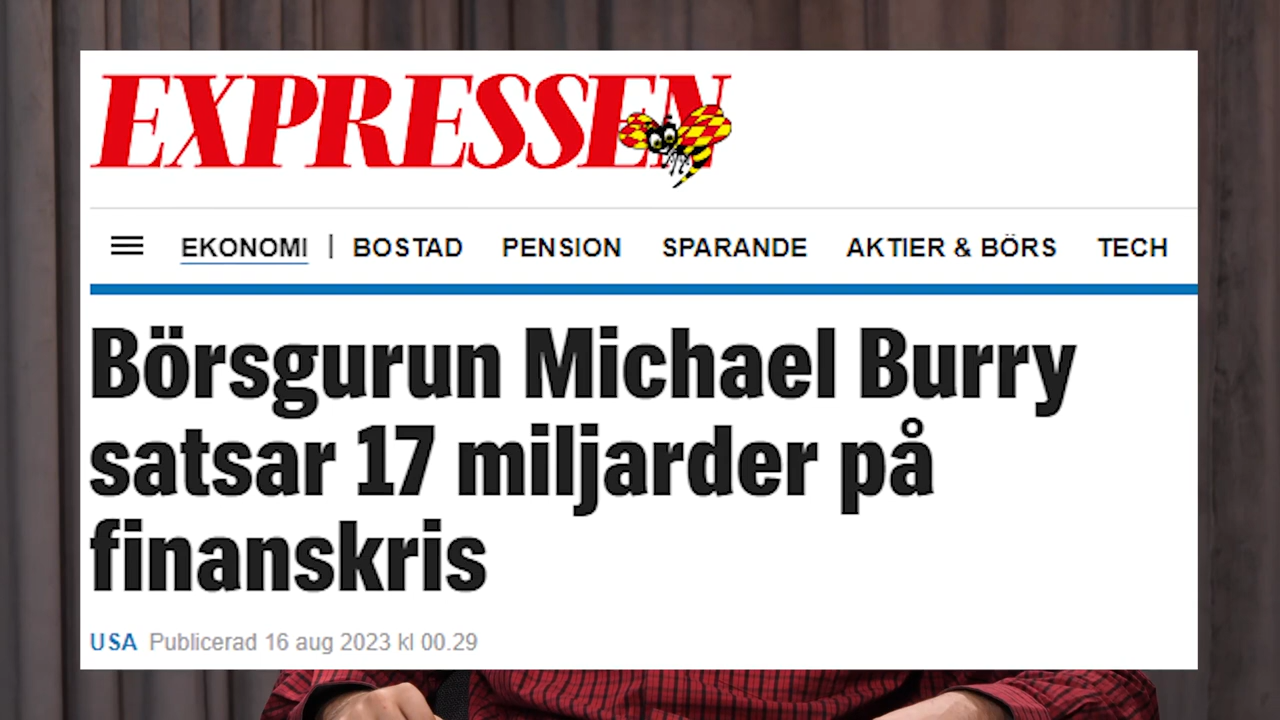 EXPRESSEN
EKONOMI | BOSTAD PENSION SPARANDE AKTIER & BÖRS TECH
Börsgurun Michael Burry
satsar 17 miljarder på
finanskris
USA Publicerad 16 aug 2023 kl 00.29